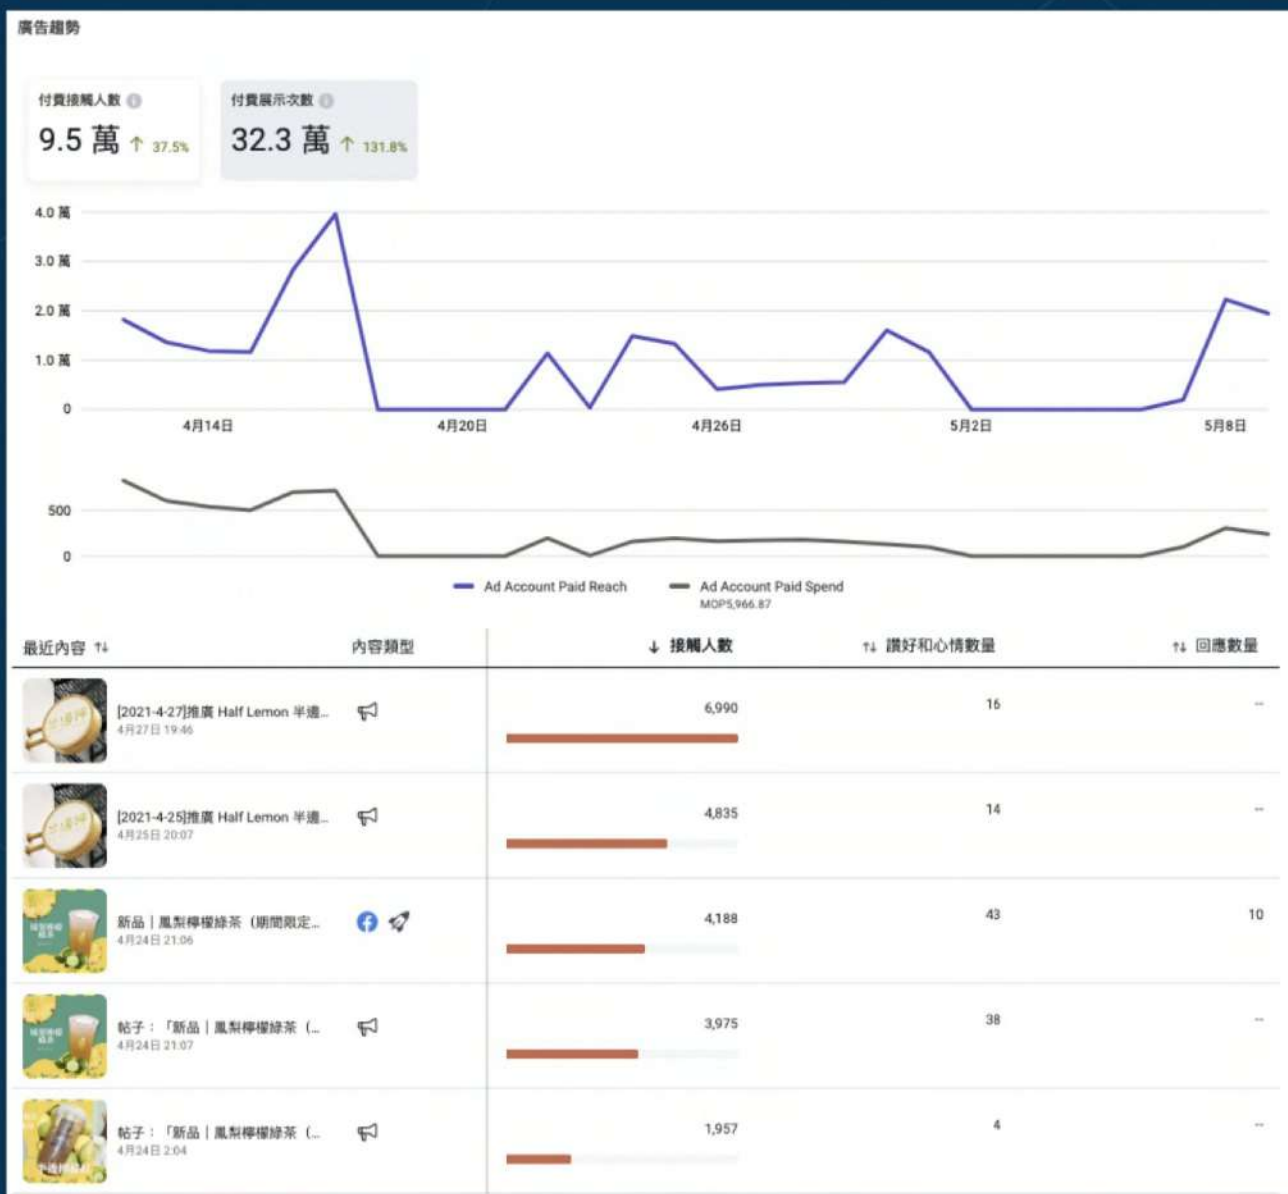 廣告趨勢
付費接觸人數
9.5 萬 ↑ 37.5%
付費展示次數
32.3 萬 ↑ 131.8%
4.0 萬
3.0 萬
2.0 萬
1.0 萬
0
4月14日 4月20日 4月26日 5月2日 5月8日
500
0
Ad Account Paid Reach
Ad Account Paid Spend
MOP5,966.87
最近內容 ↑↓ 內容類型 ↓ 接觸人數 ↑↓ 讚好和心情數量 ↑↓ 回應數量
[2021-4-27]推廣 Half Lemon 半邊... 6,990 16 --
4月27日 19:46
[2021-4-25]推廣 Half Lemon 半邊... 4,835 14 --
4月25日 20:07
新品｜鳳梨檸檬綠茶（期間限定... 4,188 43 10
4月24日 21:06
帖子：「新品｜鳳梨檸檬綠茶（... 3,975 38 --
4月24日 21:07
帖子：「新品｜鳳梨檸檬綠茶（... 1,957 4 --
4月24日 2:04